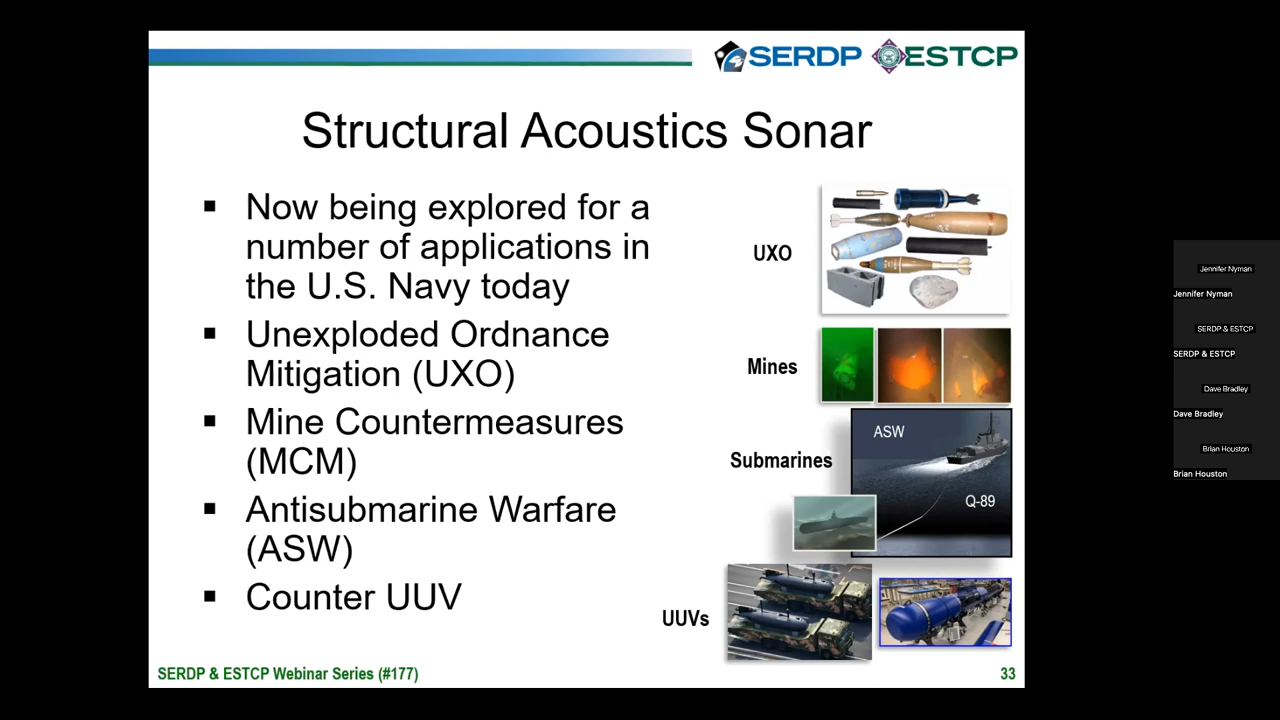 SERDP ESTCP
Structural Acoustics Sonar
▪ Now being explored for a
number of applications in
the U.S. Navy today
▪ Unexploded Ordnance
Mitigation (UXO)
▪ Mine Countermeasures
(MCM)
▪ Antisubmarine Warfare
(ASW)
▪ Counter UUV
UXO
Mines
Submarines
ASW
Q-89
UUVs
SERDP & ESTCP Webinar Series (#177)
33
Jennifer Nyman
Jennifer Nyman
SERDP & ESTCP
SERDP & ESTCP
Dave Bradley
Dave Bradley
Brian Houston
Brian Houston